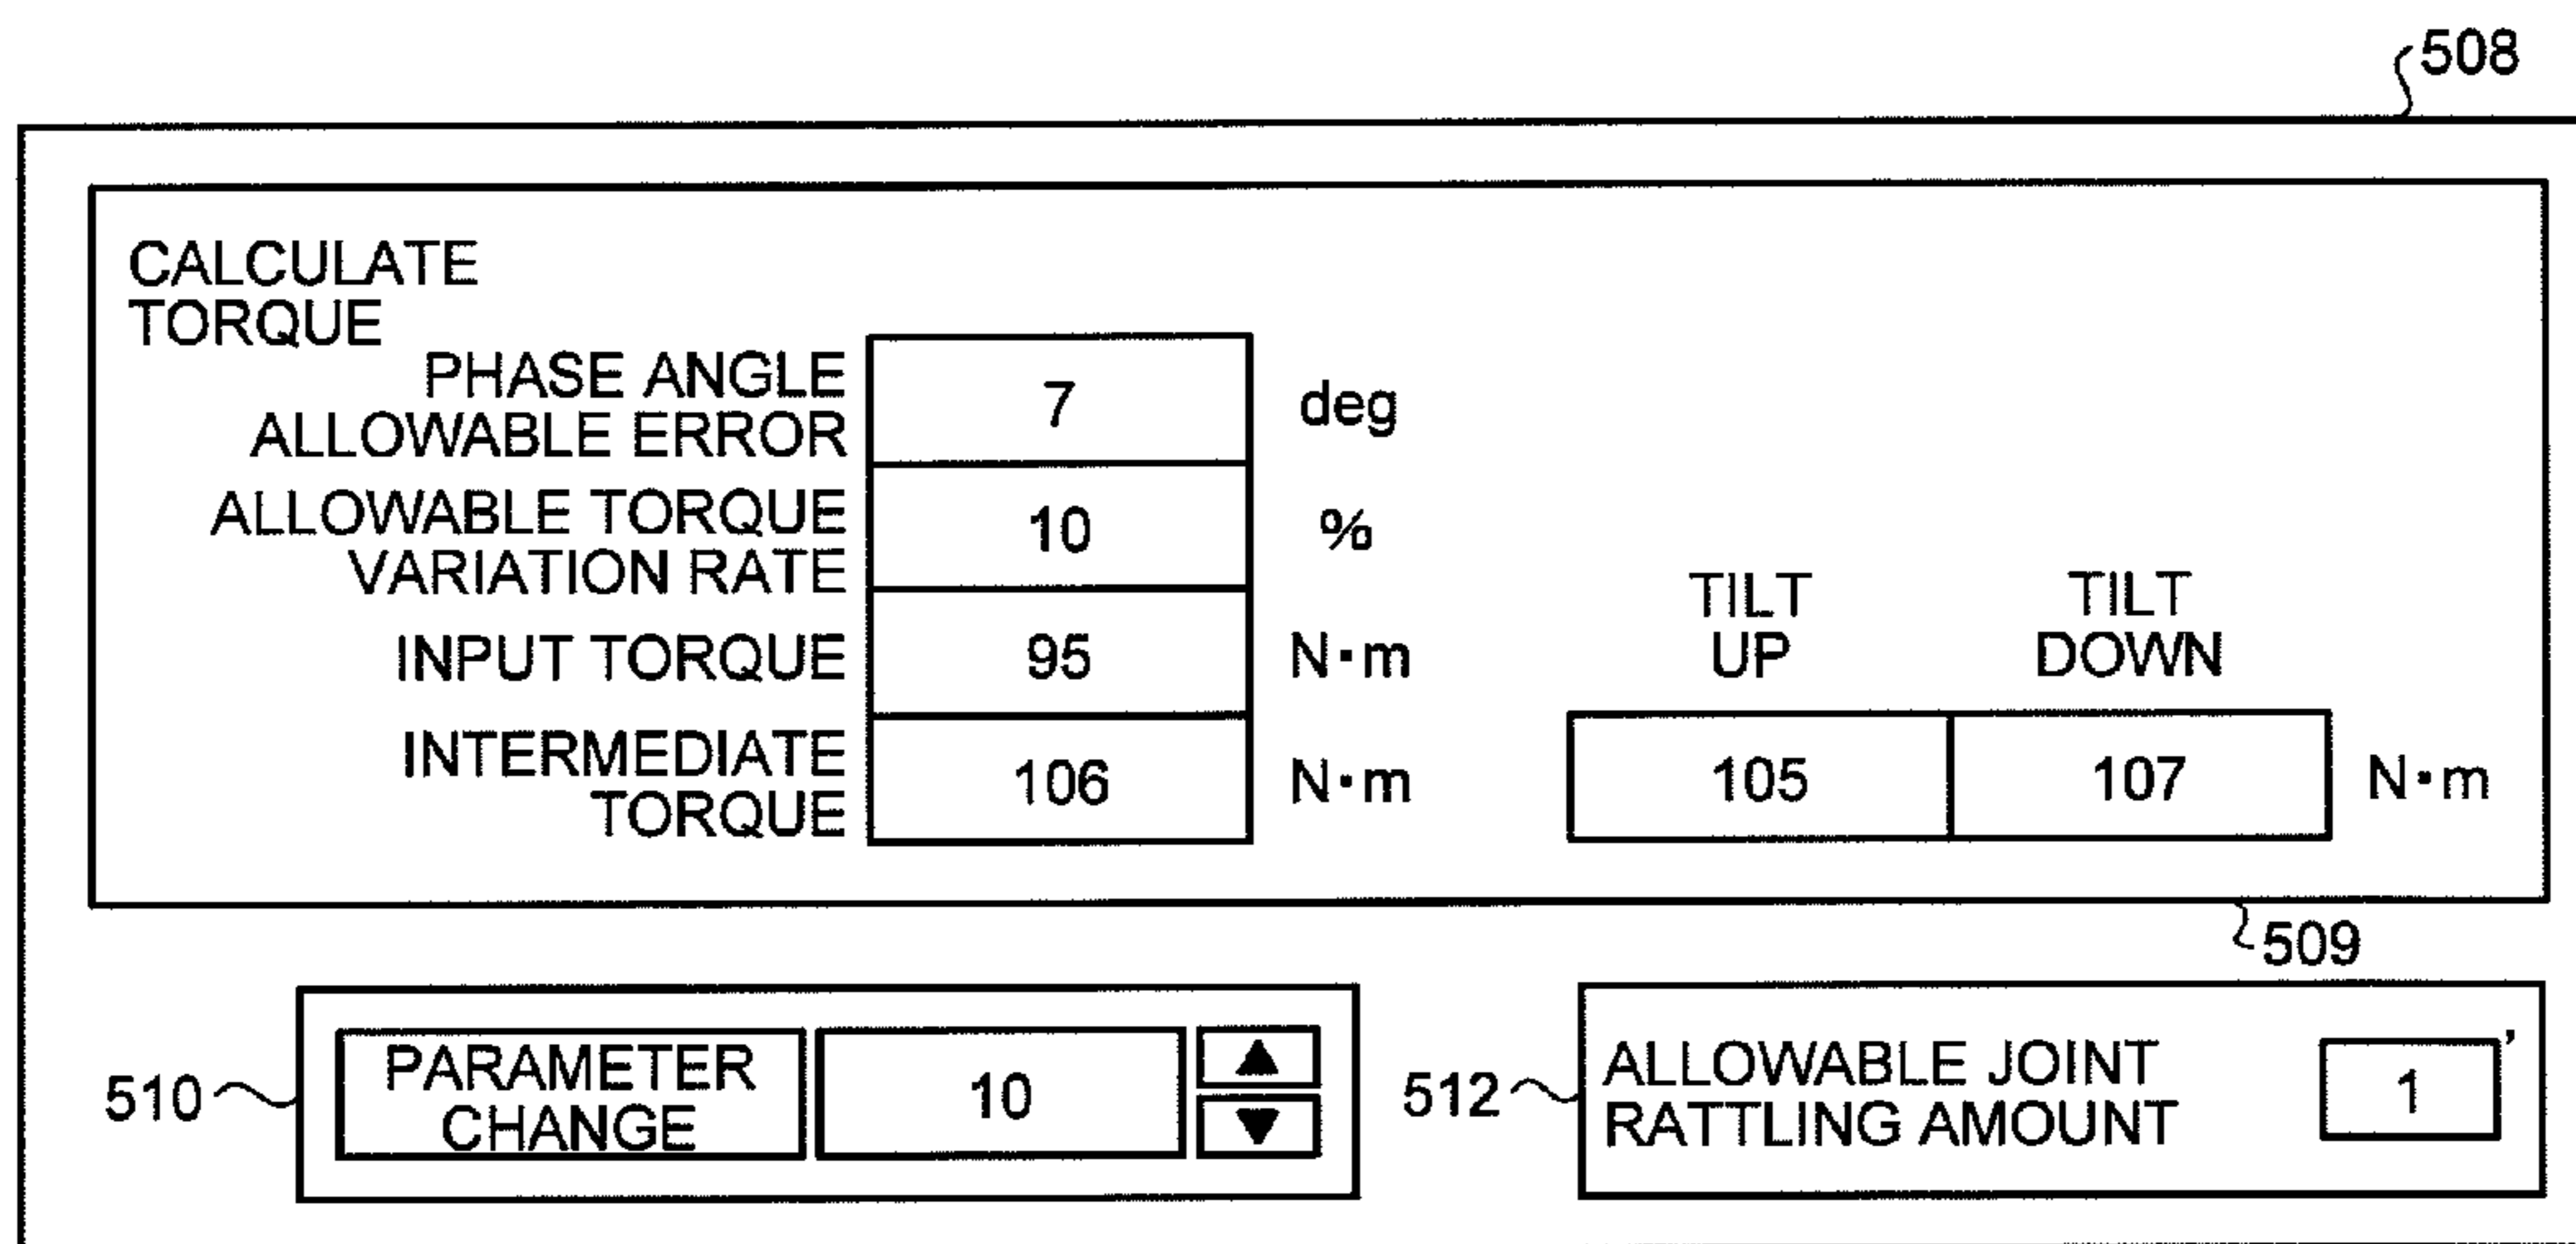 508
CALCULATE
TORQUE
PHASE ANGLE
ALLOWABLE ERROR
7 deg
ALLOWABLE TORQUE
VARIATION RATE
10 %
INPUT TORQUE 95 N·m
INTERMEDIATE
TORQUE
106 N·m
TILT
UP
TILT
DOWN
105 107 N·m
509
510
PARAMETER
CHANGE
10 ▲
▼
512
ALLOWABLE JOINT
RATTLING AMOUNT
1 '